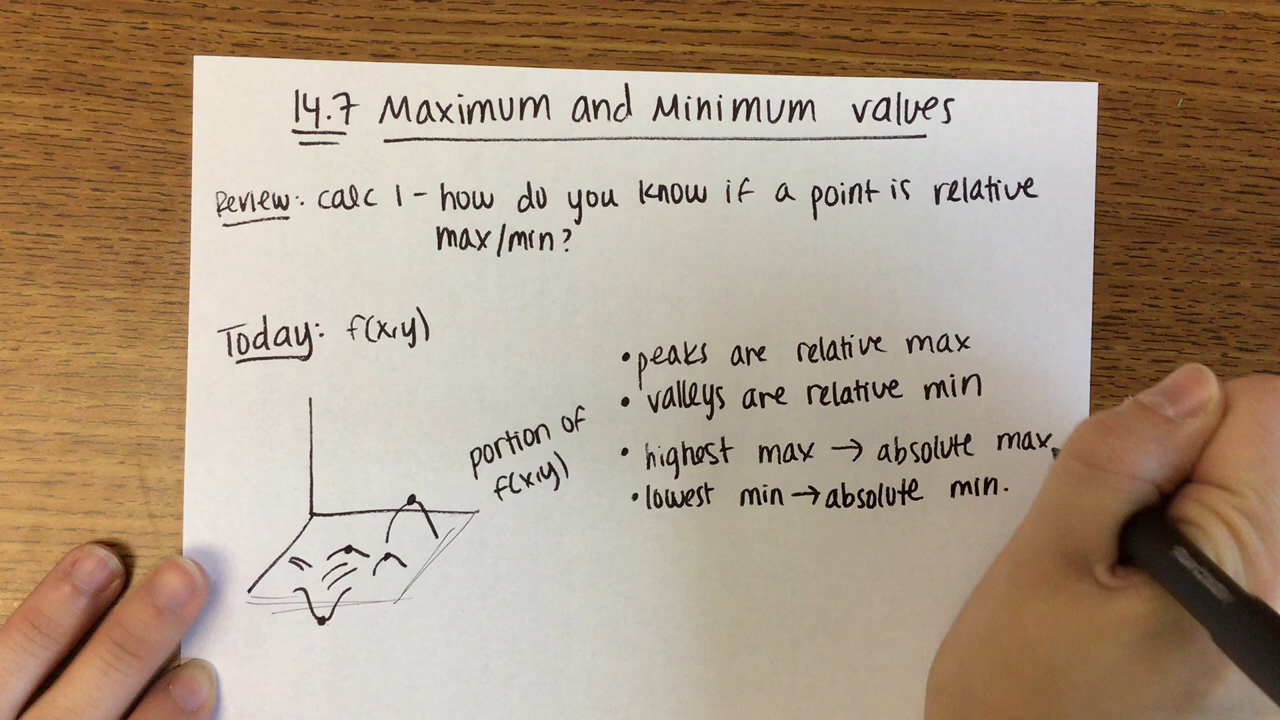 14.7 Maximum and Minimum values
Review: calc 1 - how do you know if a point is relative
max/min?
Today: f(x,y)
• peaks are relative max
• valleys are relative min
• highest max → absolute max.
• lowest min → absolute min.
portion of
f(x,y)